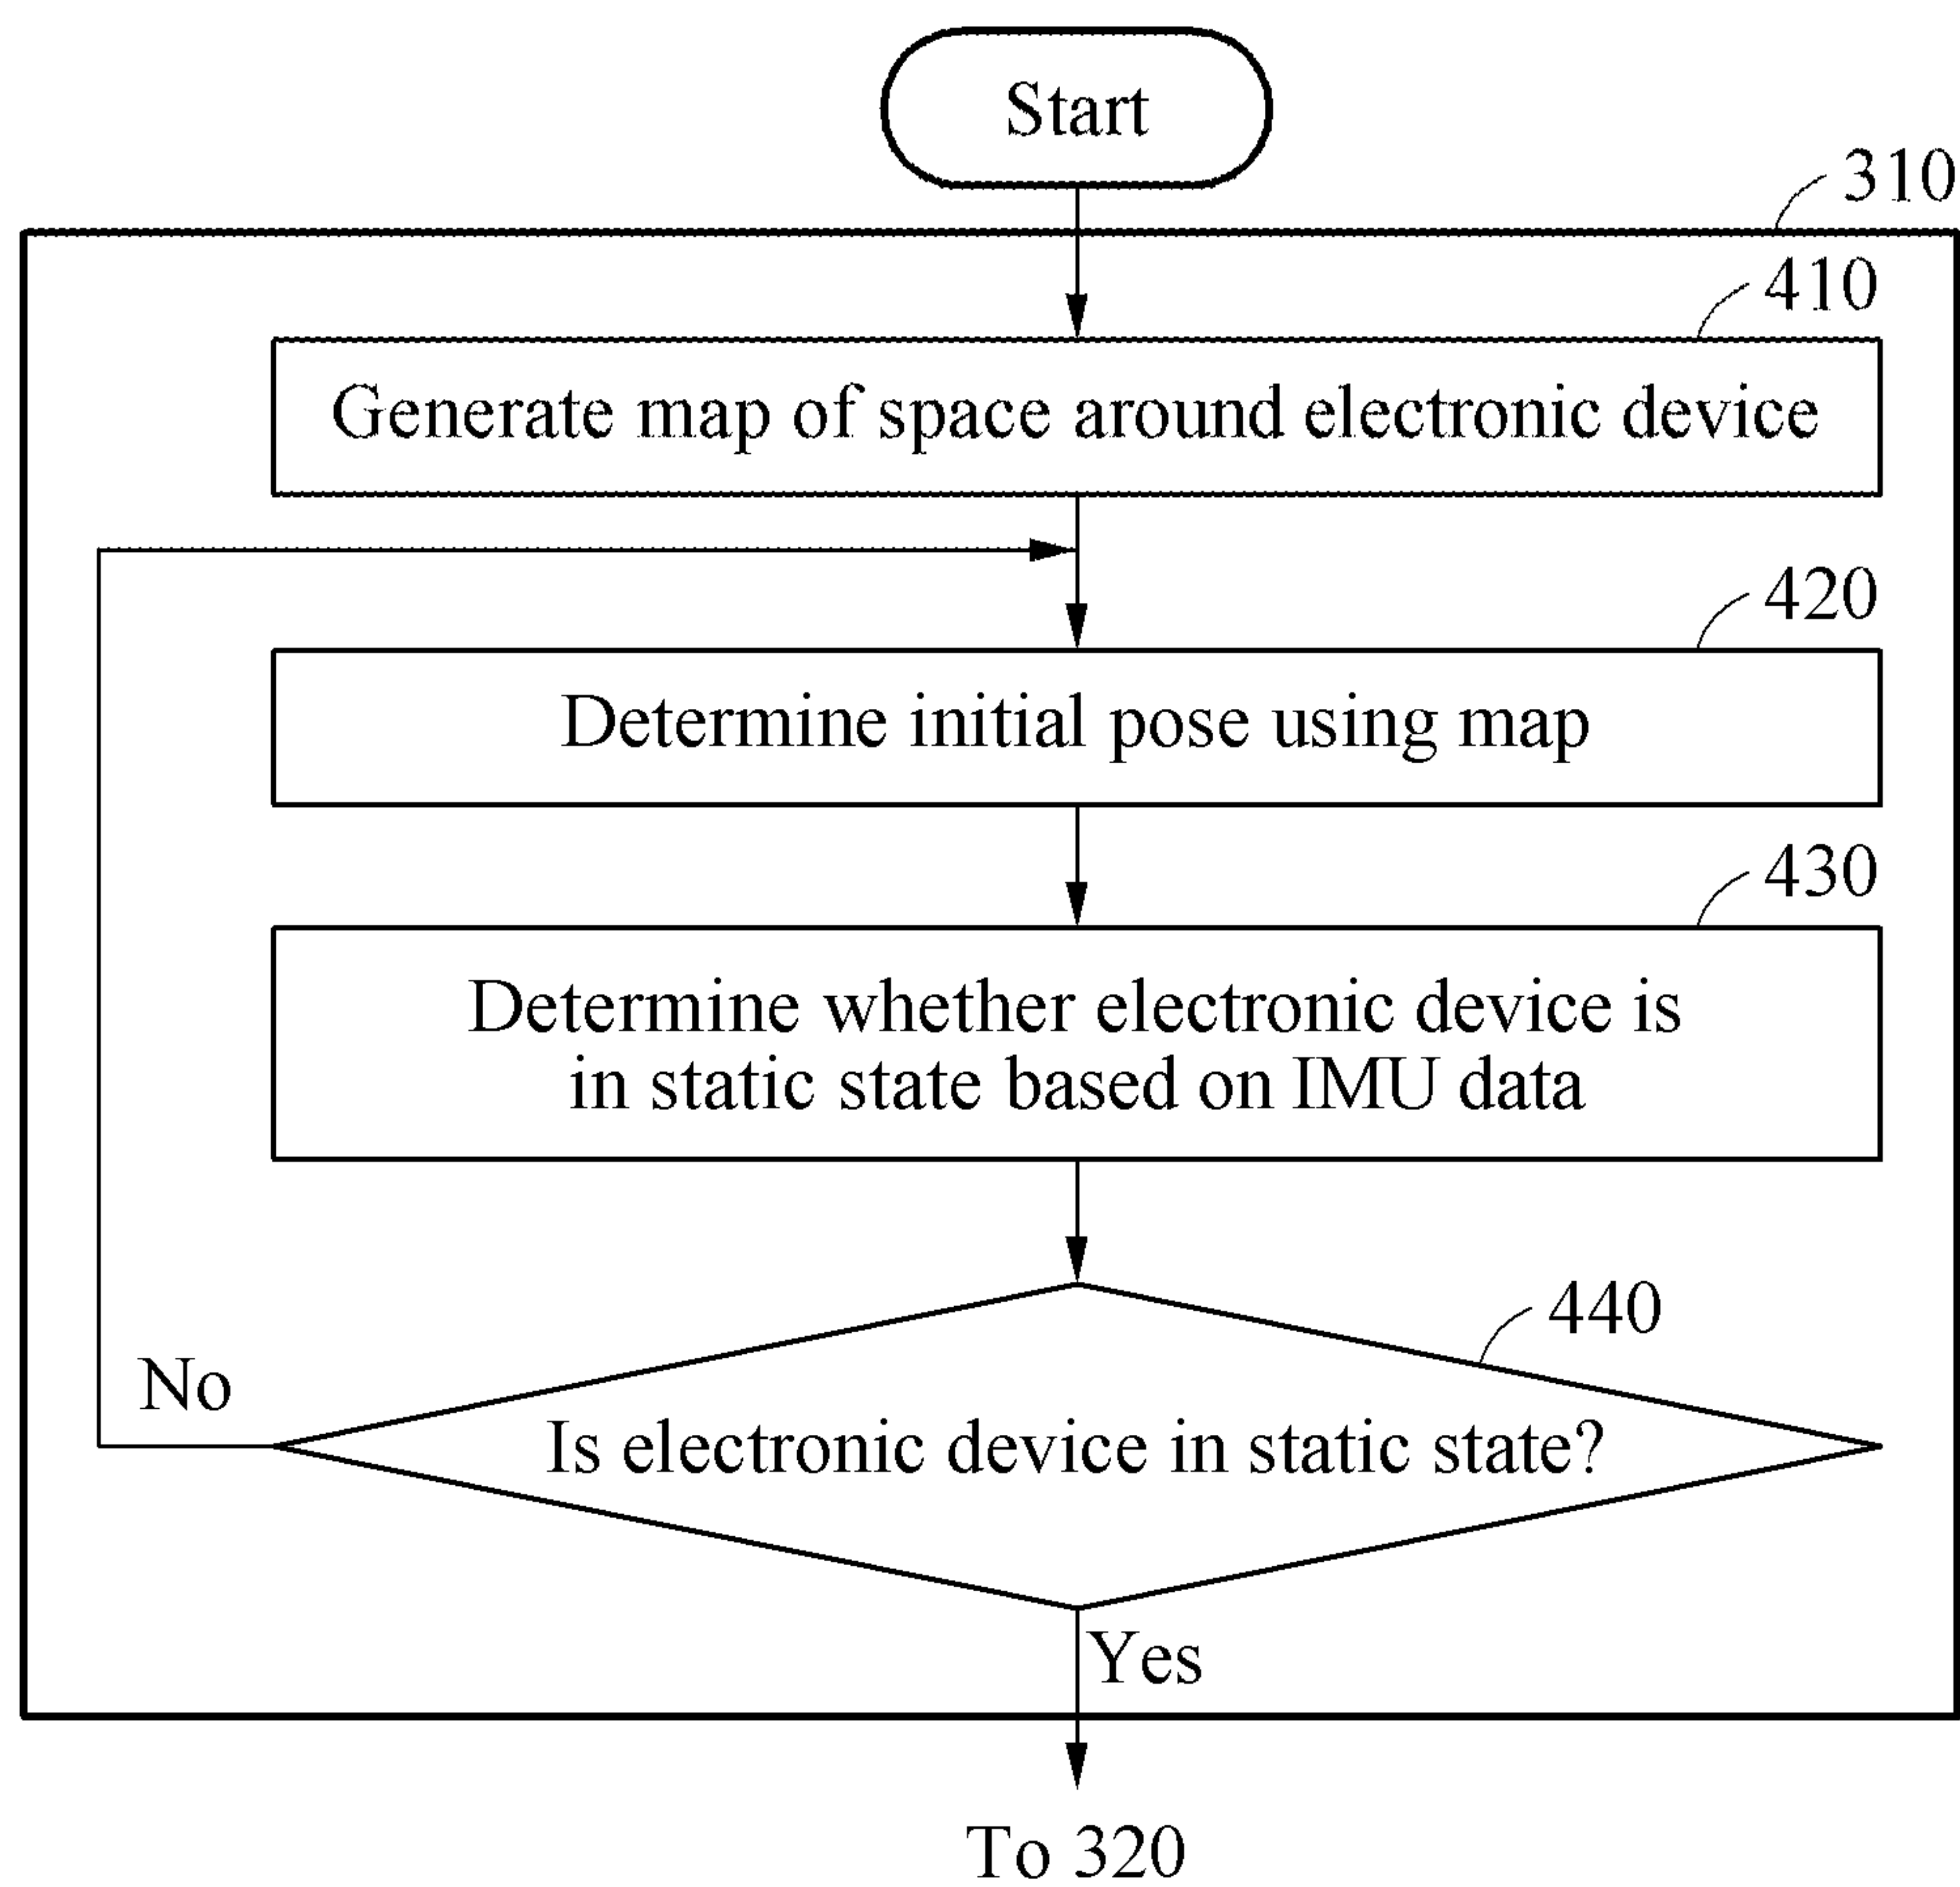 Start
310
410
Generate map of space around electronic device
420
Determine initial pose using map
430
Determine whether electronic device is
in static state based on IMU data
440
No
Is electronic device in static state?
Yes
To 320